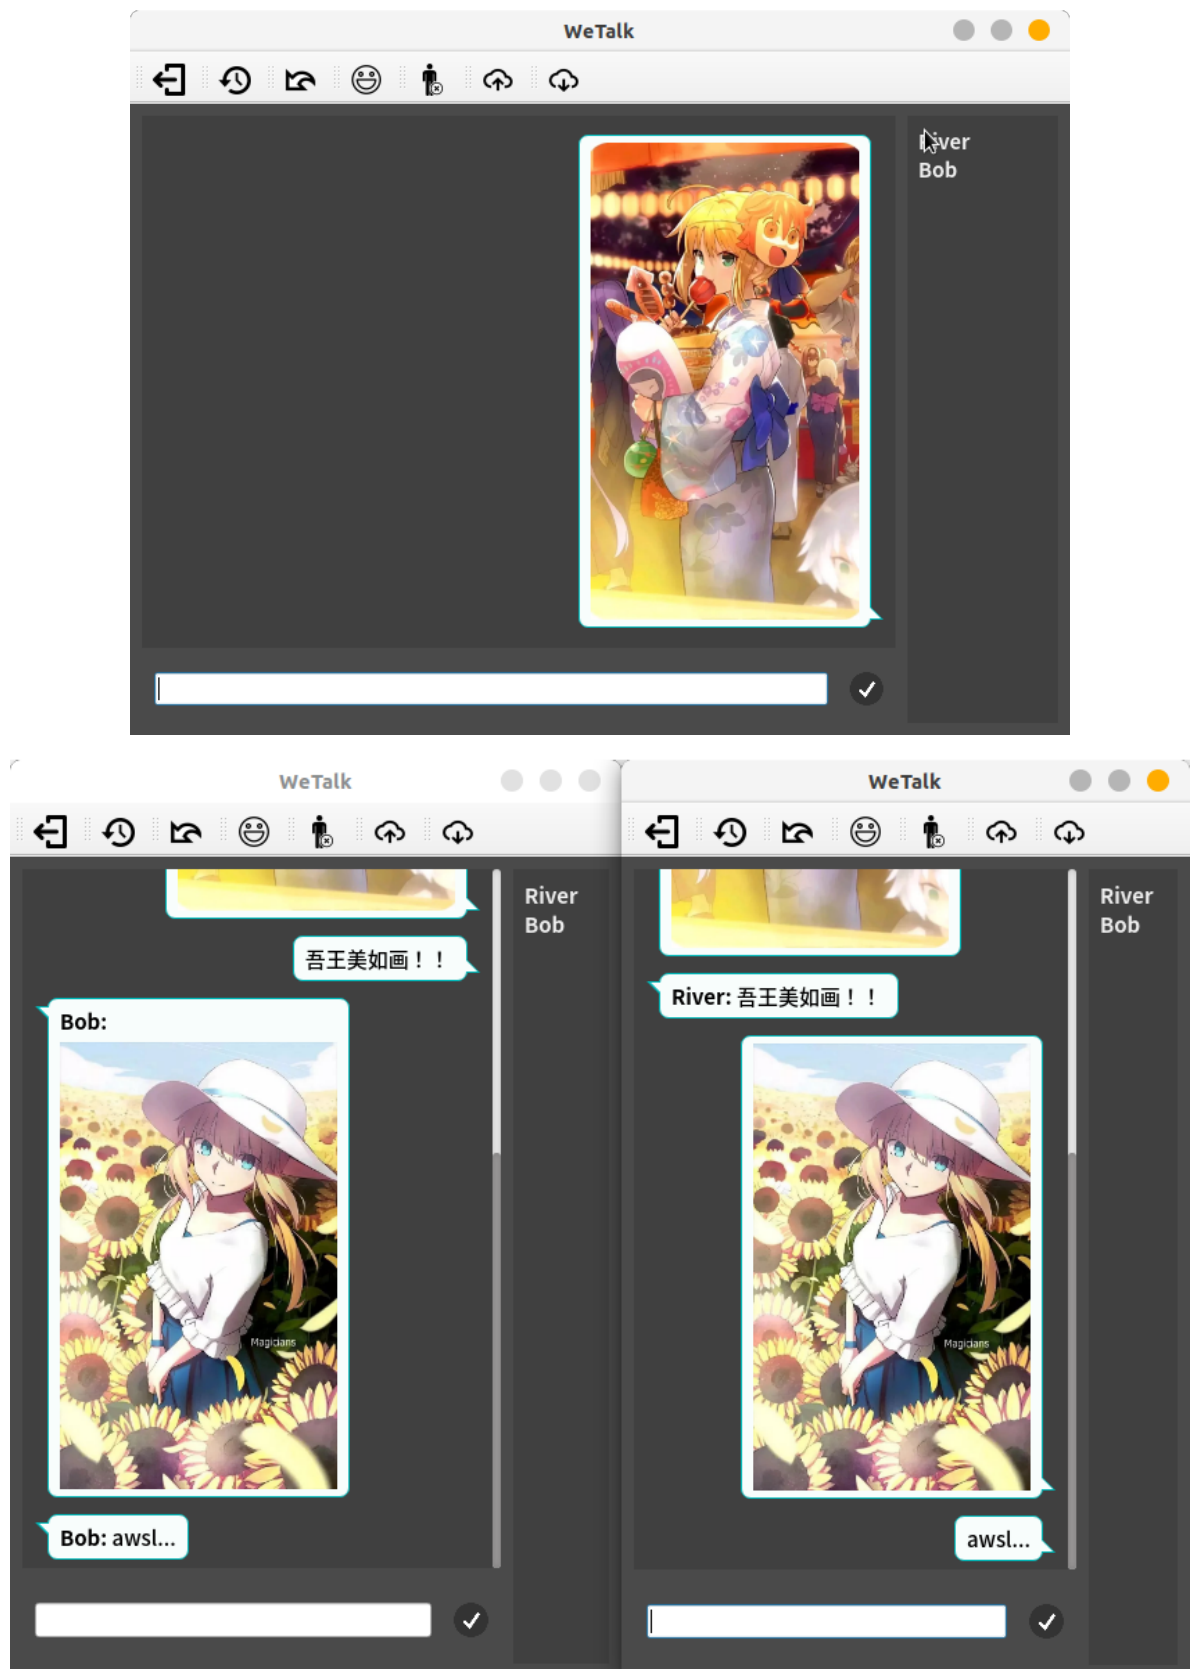 WeTalk
River
Bob
WeTalk
River
Bob
吾王美如画！！
Bob:
Magicians
Bob: awsl...
WeTalk
River
Bob
River: 吾王美如画！！
Magicians
awsl...